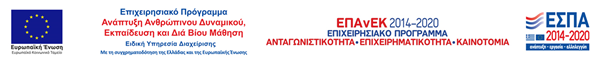 Ευρωπαϊκή Ένωση
Ευρωπαϊκό Κοινωνικό Ταμείο
Επιχειρησιακό Πρόγραμμα
Ανάπτυξη Ανθρώπινου Δυναμικού,
Εκπαίδευση και Διά Βίου Μάθηση
Ειδική Υπηρεσία Διαχείρισης
Με τη συγχρηματοδότηση της Ελλάδας και της Ευρωπαϊκής Ένωσης
ΕΠΑνΕΚ 2014-2020
ΕΠΙΧΕΙΡΗΣΙΑΚΟ ΠΡΟΓΡΑΜΜΑ
ΑΝΤΑΓΩΝΙΣΤΙΚΟΤΗΤΑ•ΕΠΙΧΕΙΡΗΜΑΤΙΚΟΤΗΤΑ•ΚΑΙΝΟΤΟΜΙΑ
ΕΣΠΑ
2014-2020
ανάπτυξη - εργασία - αλληλεγγύη